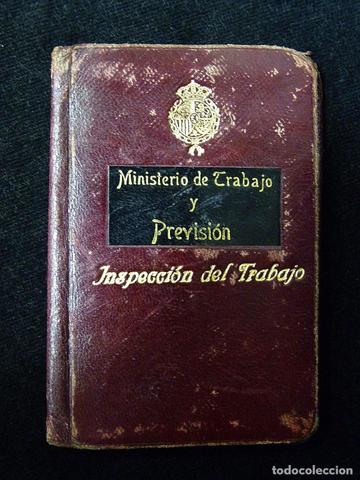 Ministerio de Trabajo
y
Previsión
Inspección del Trabajo
todocoleccion